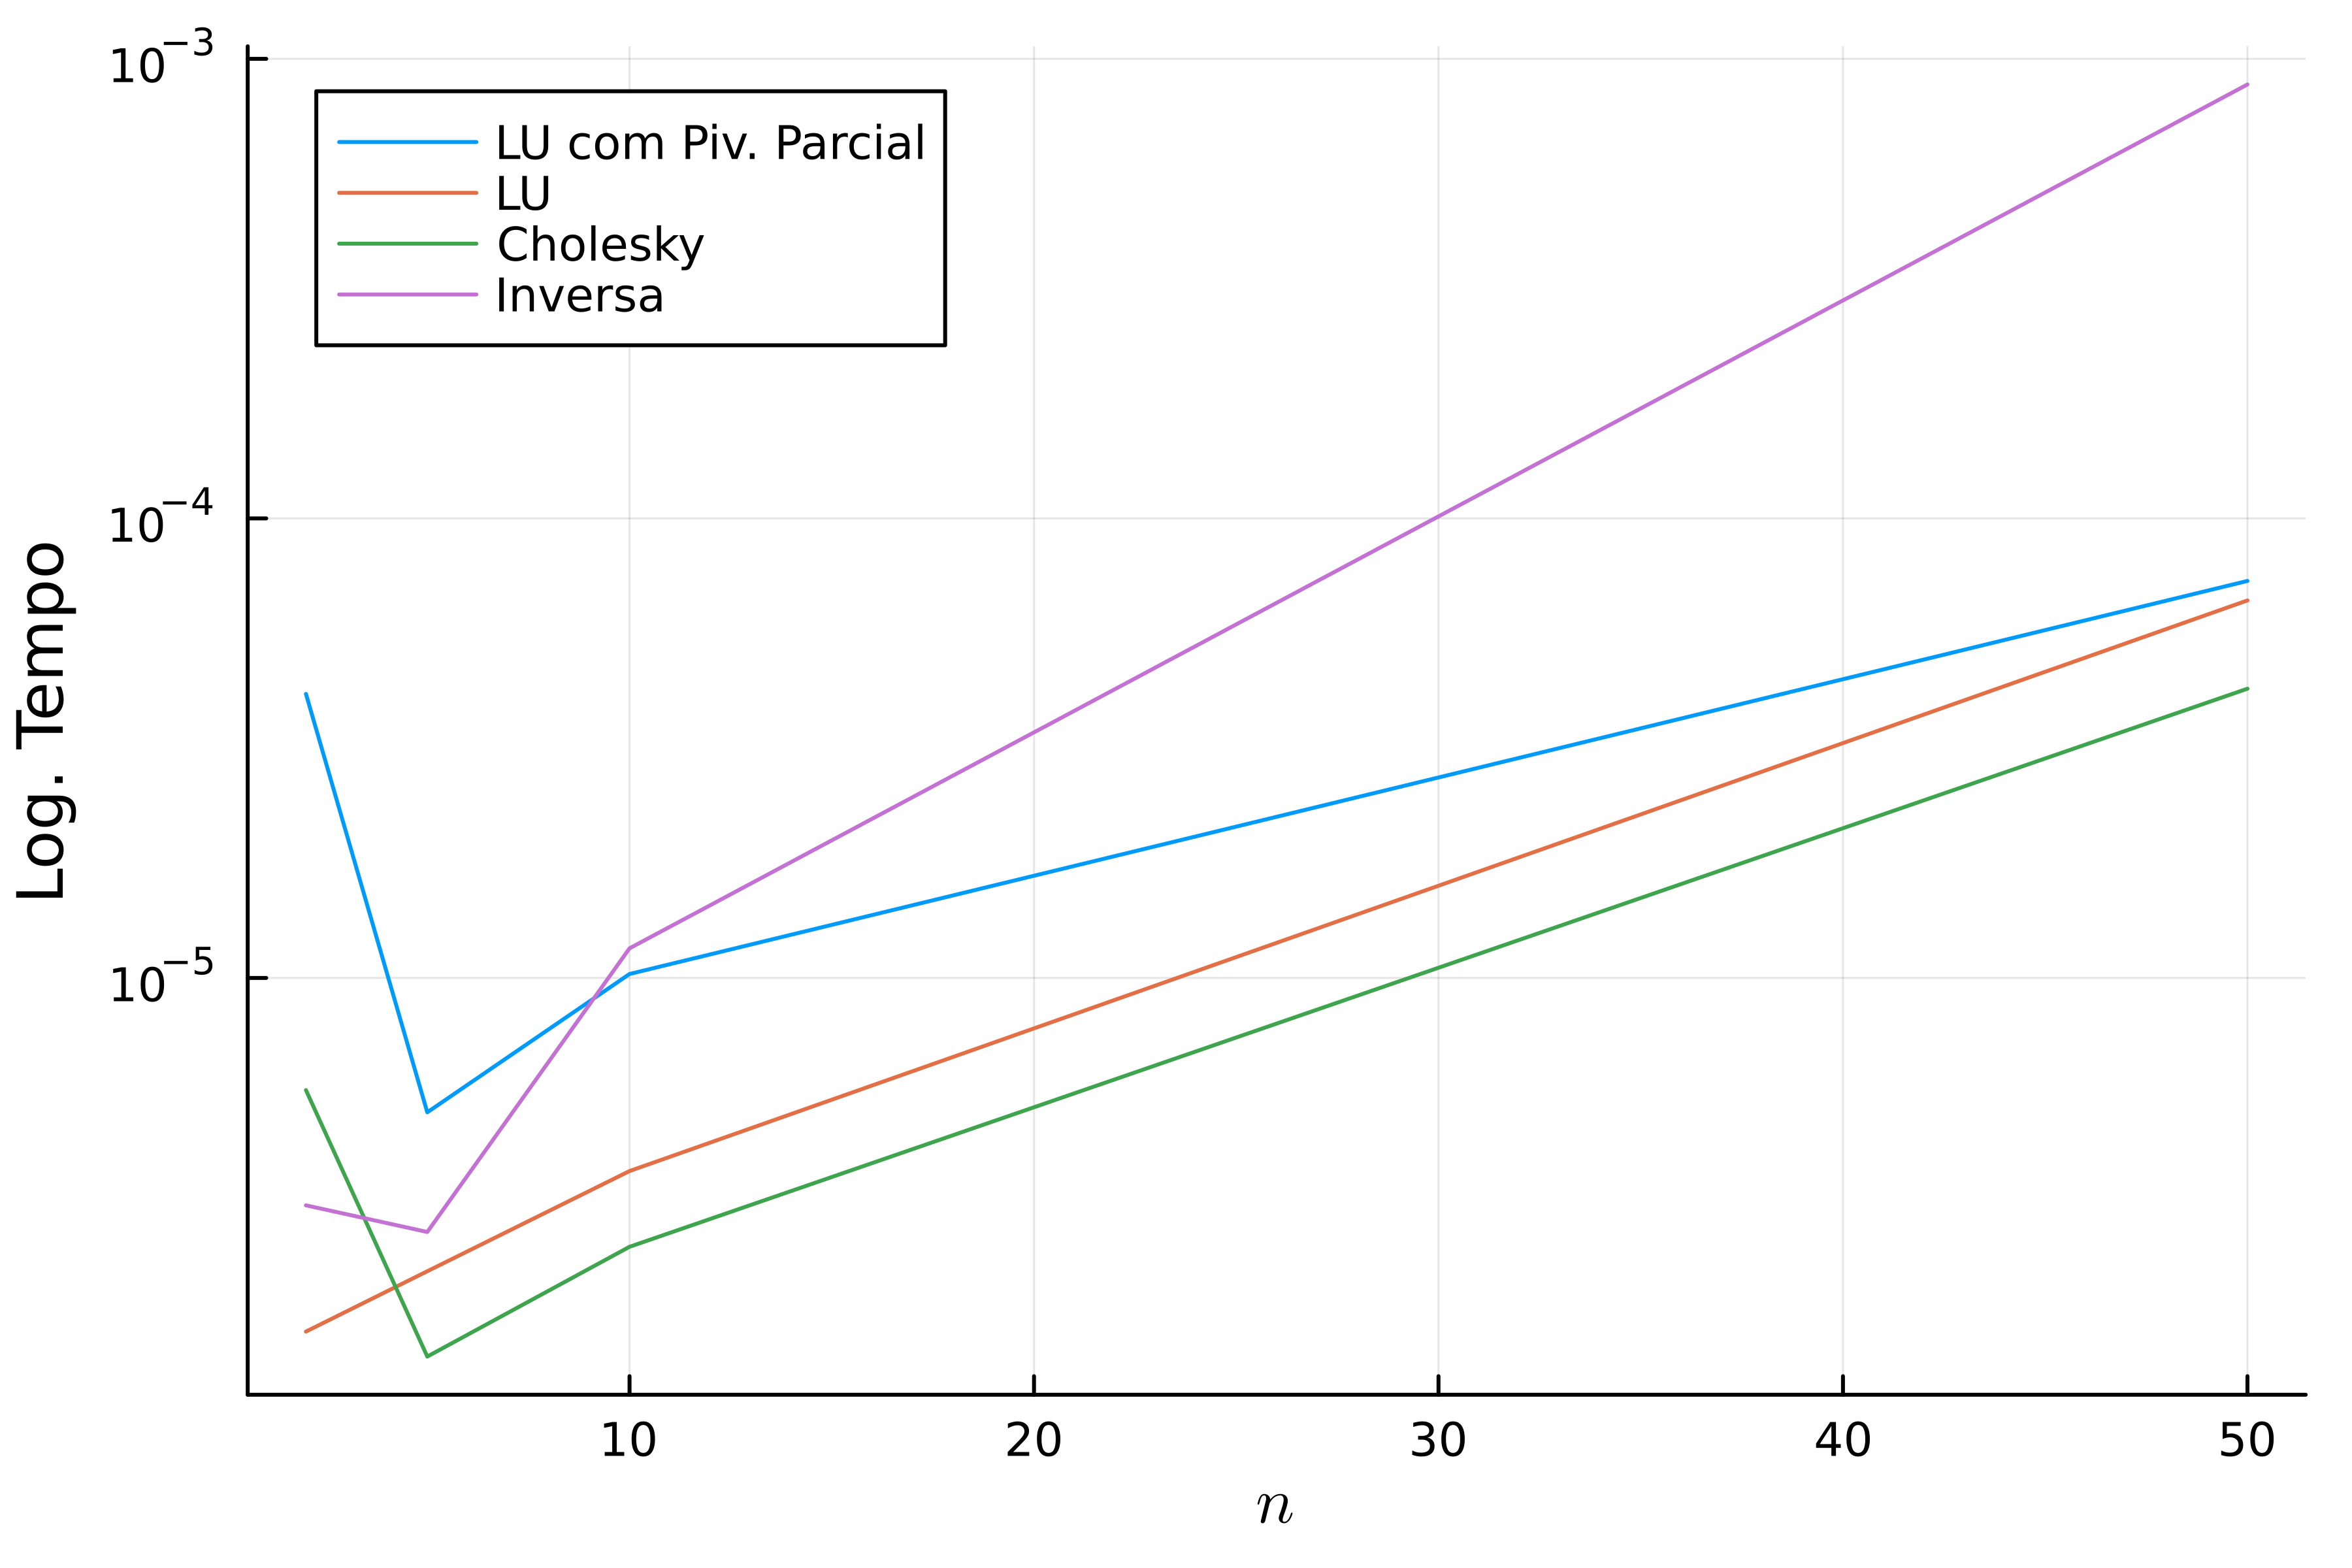 10⁻³
LU com Piv. Parcial
LU
Cholesky
Inversa
10⁻⁴
Log. Tempo
10⁻⁵
10 20 30 40 50
n